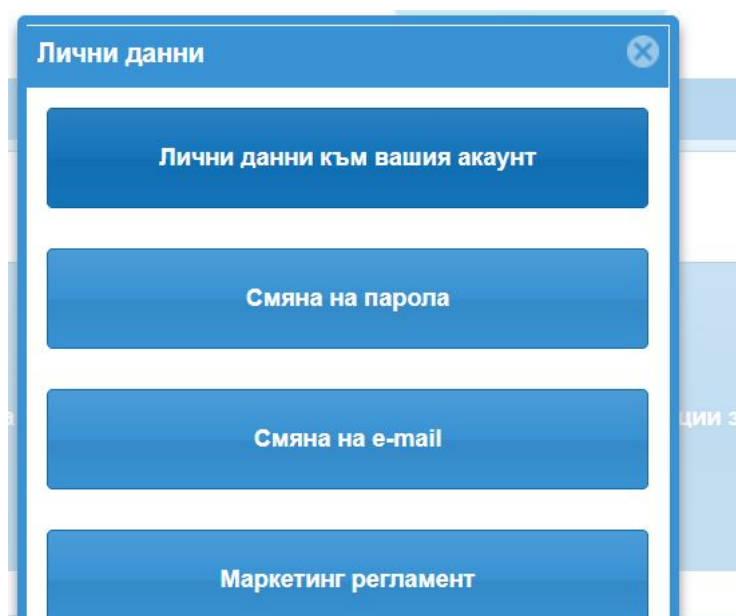 Лични данни
Лични данни към вашия акаунт
Смяна на парола
Смяна на e-mail
Маркетинг регламент